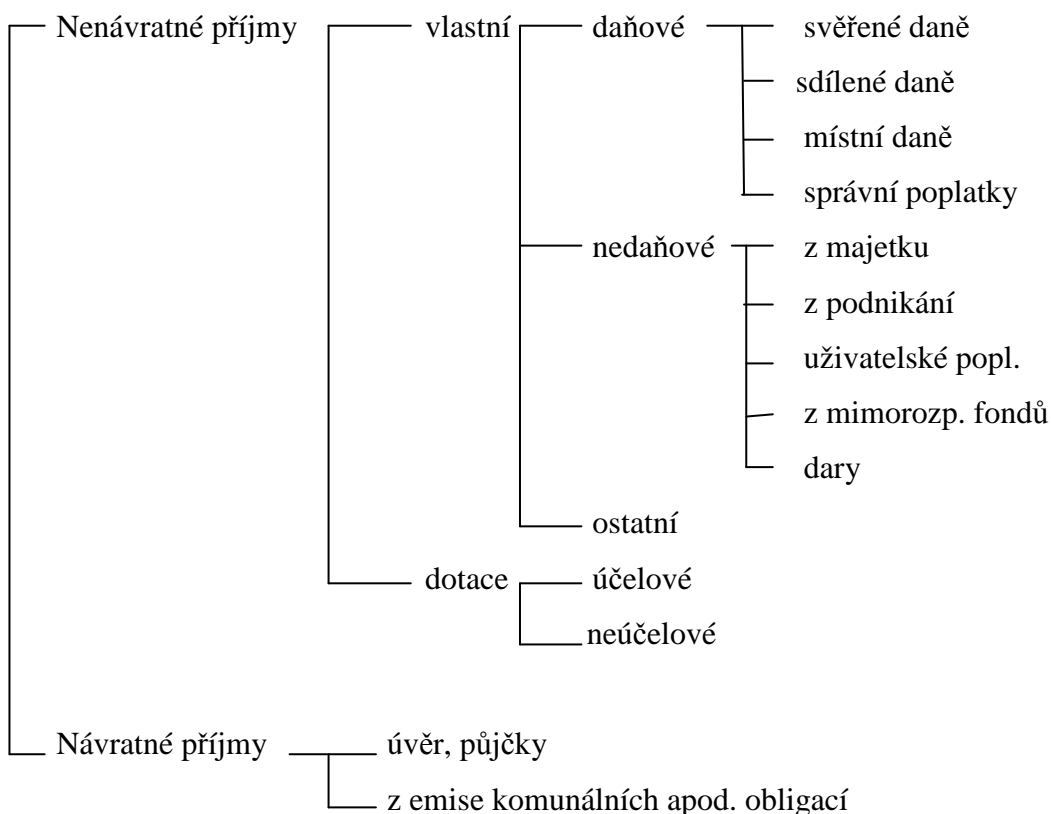 Nenávratné příjmy vlastní daňové svěřené daně
sdílené daně
místní daně
správní poplatky
nedaňové z majetku
z podnikání
uživatelské popl.
z mimorozp. fondů
dary
ostatní
dotace účelové
neúčelové
Návratné příjmy úvěr, půjčky
z emise komunálních apod. obligací